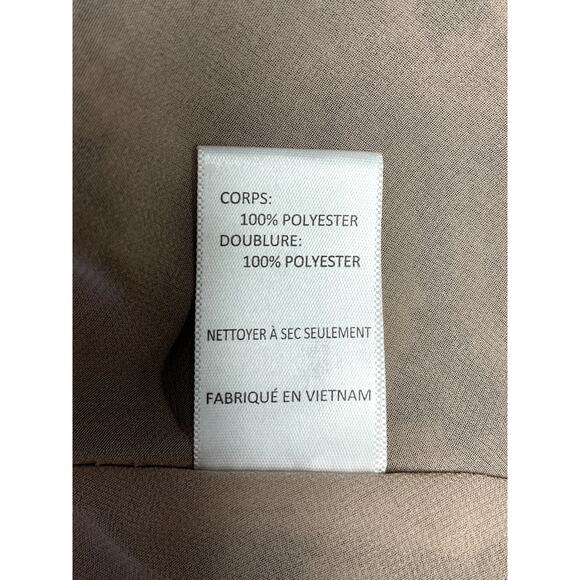 CORPS:
100% POLYESTER
DOUBLURE:
100% POLYESTER
NETTOYER À SEC SEULEMENT
FABRIQUÉ EN VIETNAM